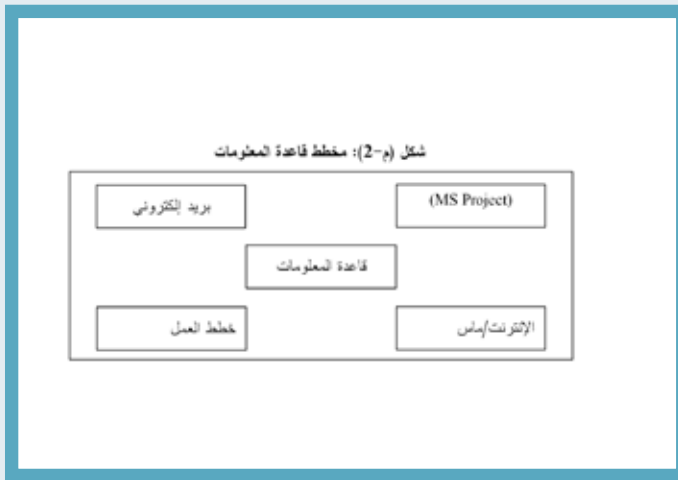 شكل (م-2): مخطط قاعدة المعلومات
(MS Project)
بريد إلكتروني
قاعدة المعلومات
الإنترنت/ماس
خطط العمل